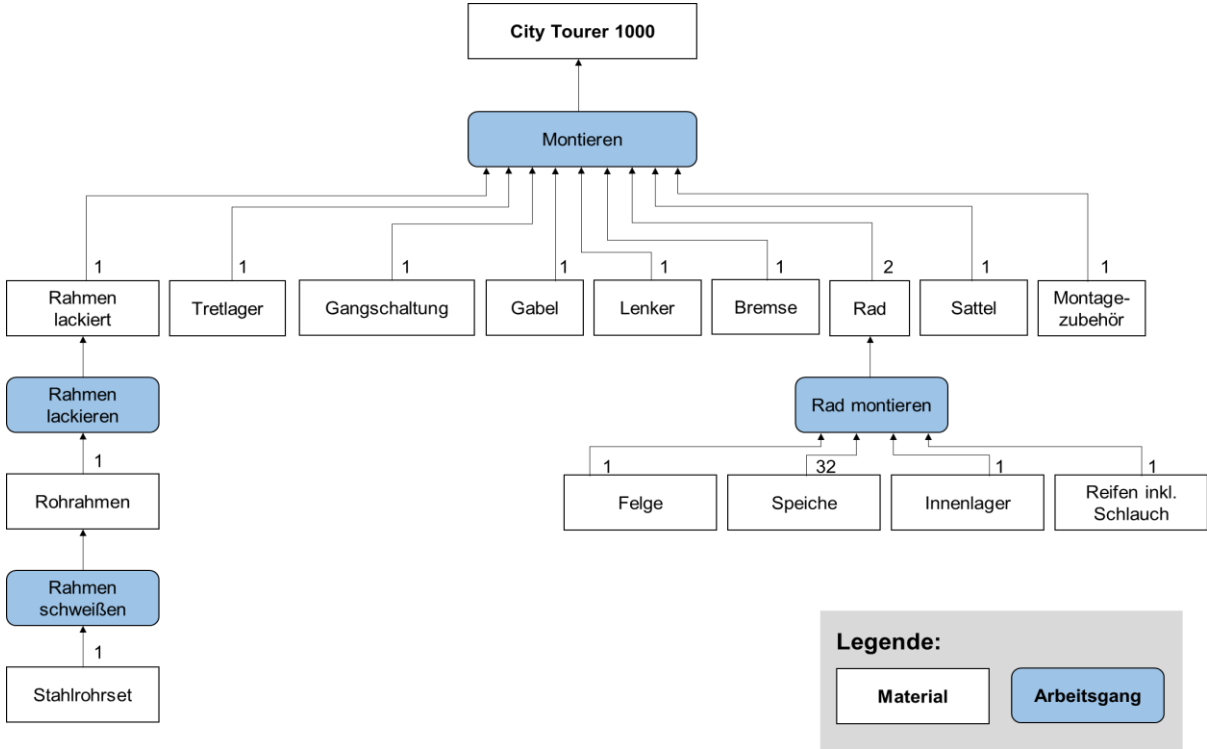 City Tourer 1000
Montieren
1
1
1
1
1
1
2
1
1
Rahmen
lackiert
Tretlager
Gangschaltung
Gabel
Lenker
Bremse
Rad
Sattel
Montage-
zubehör
Rahmen
lackieren
Rad montieren
1
1
32
1
1
Rohrahmen
Felge
Speiche
Innenlager
Reifen inkl.
Schlauch
Rahmen
schweißen
1
Stahlrohrset
Legende:
Material
Arbeitsgang